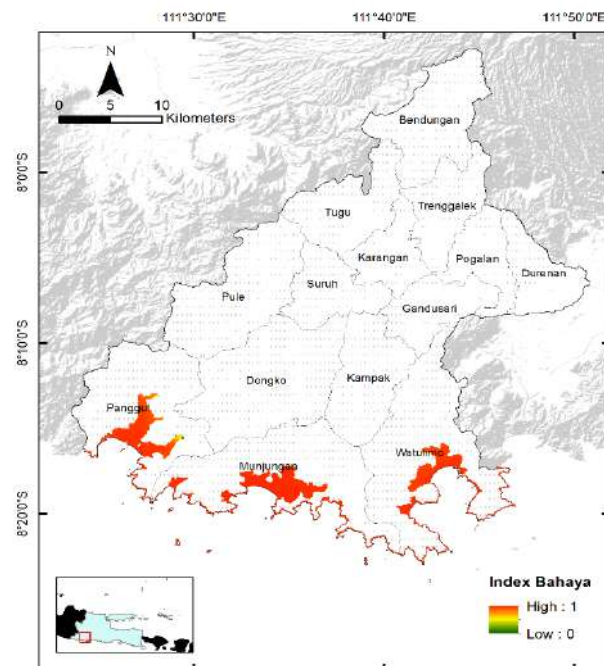 111°30'0"E 111°40'0"E 111°50'0"E
N
0 5 10
Kilometers
8°0'0"S
8°10'0"S
8°20'0"S
Bendungan
Trenggalek
Tugu
Karangan
Pogalan
Durenan
Suruh
Pule
Gandusari
Dongko
Kampak
Panggul
Munjungan
Watulimo
Index Bahaya
High : 1
Low : 0